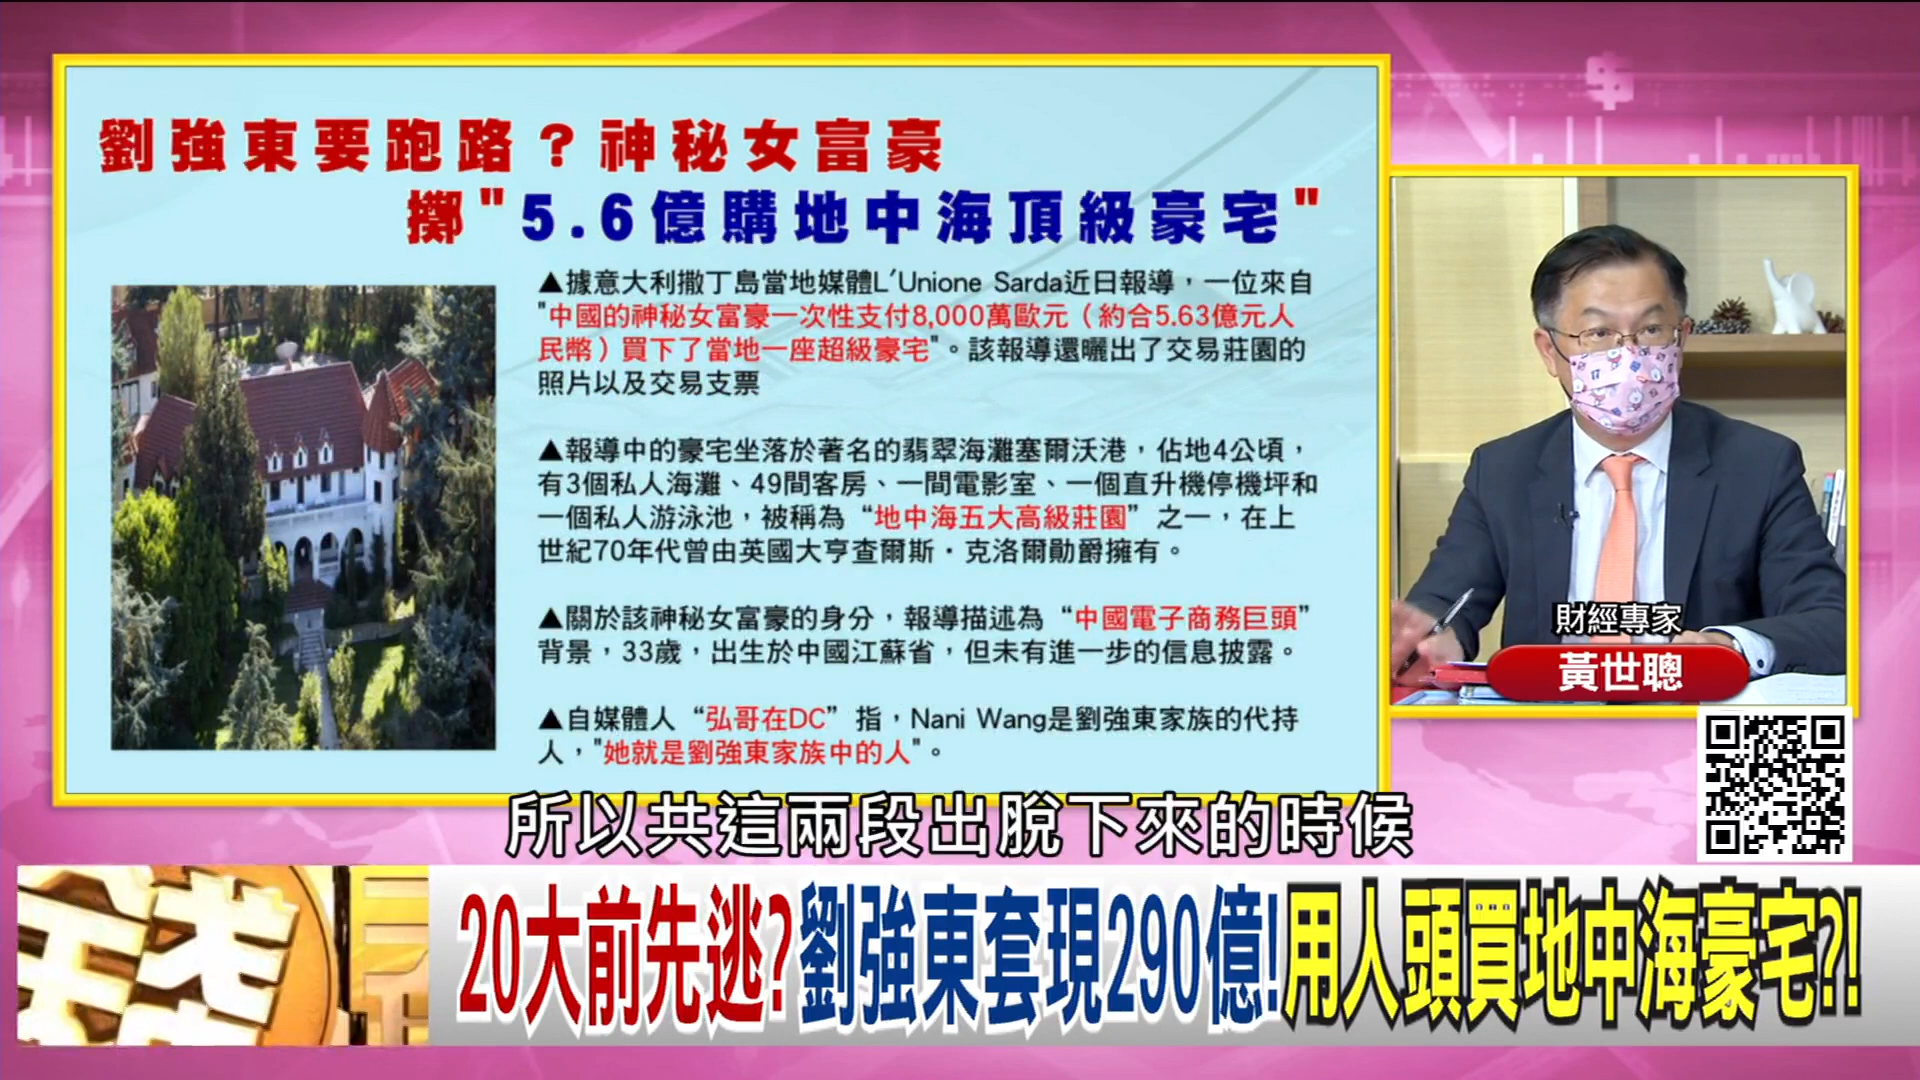 劉強東要跑路？神秘女富豪
擲"5.6億購地中海頂級豪宅"
▲據意大利撒丁島當地媒體L'Unione Sarda近日報導，一位來自
"中國的神秘女富豪一次性支付8,000萬歐元（約合5.63億元人
民幣）買下了當地一座超級豪宅"。該報導還曬出了交易莊園的
照片以及交易支票
▲報導中的豪宅坐落於著名的翡翠海灘塞爾沃港，佔地4公頃，
有3個私人海灘、49間客房、一間電影室、一個直升機停機坪和
一個私人游泳池，被稱為“地中海五大高級莊園”之一，在上
世紀70年代曾由英國大亨查爾斯·克洛爾勛爵擁有。
▲關於該神秘女富豪的身分，報導描述為“中國電子商務巨頭”
背景，33歲，出生於中國江蘇省，但未有進一步的信息披露。
▲自媒體人“弘哥在DC”指，Nani Wang是劉強東家族的代持
人，"她就是劉強東家族中的人"。
財經專家
黃世聰
所以共這兩段出脫下來的時候
20大前先逃?劉強東套現290億!用人頭買地中海豪宅?!